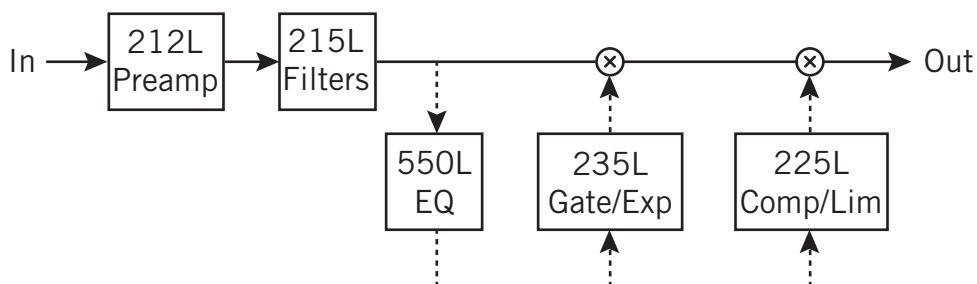 In
212L
Preamp
215L
Filters
Out
550L
EQ
235L
Gate/Exp
225L
Comp/Lim